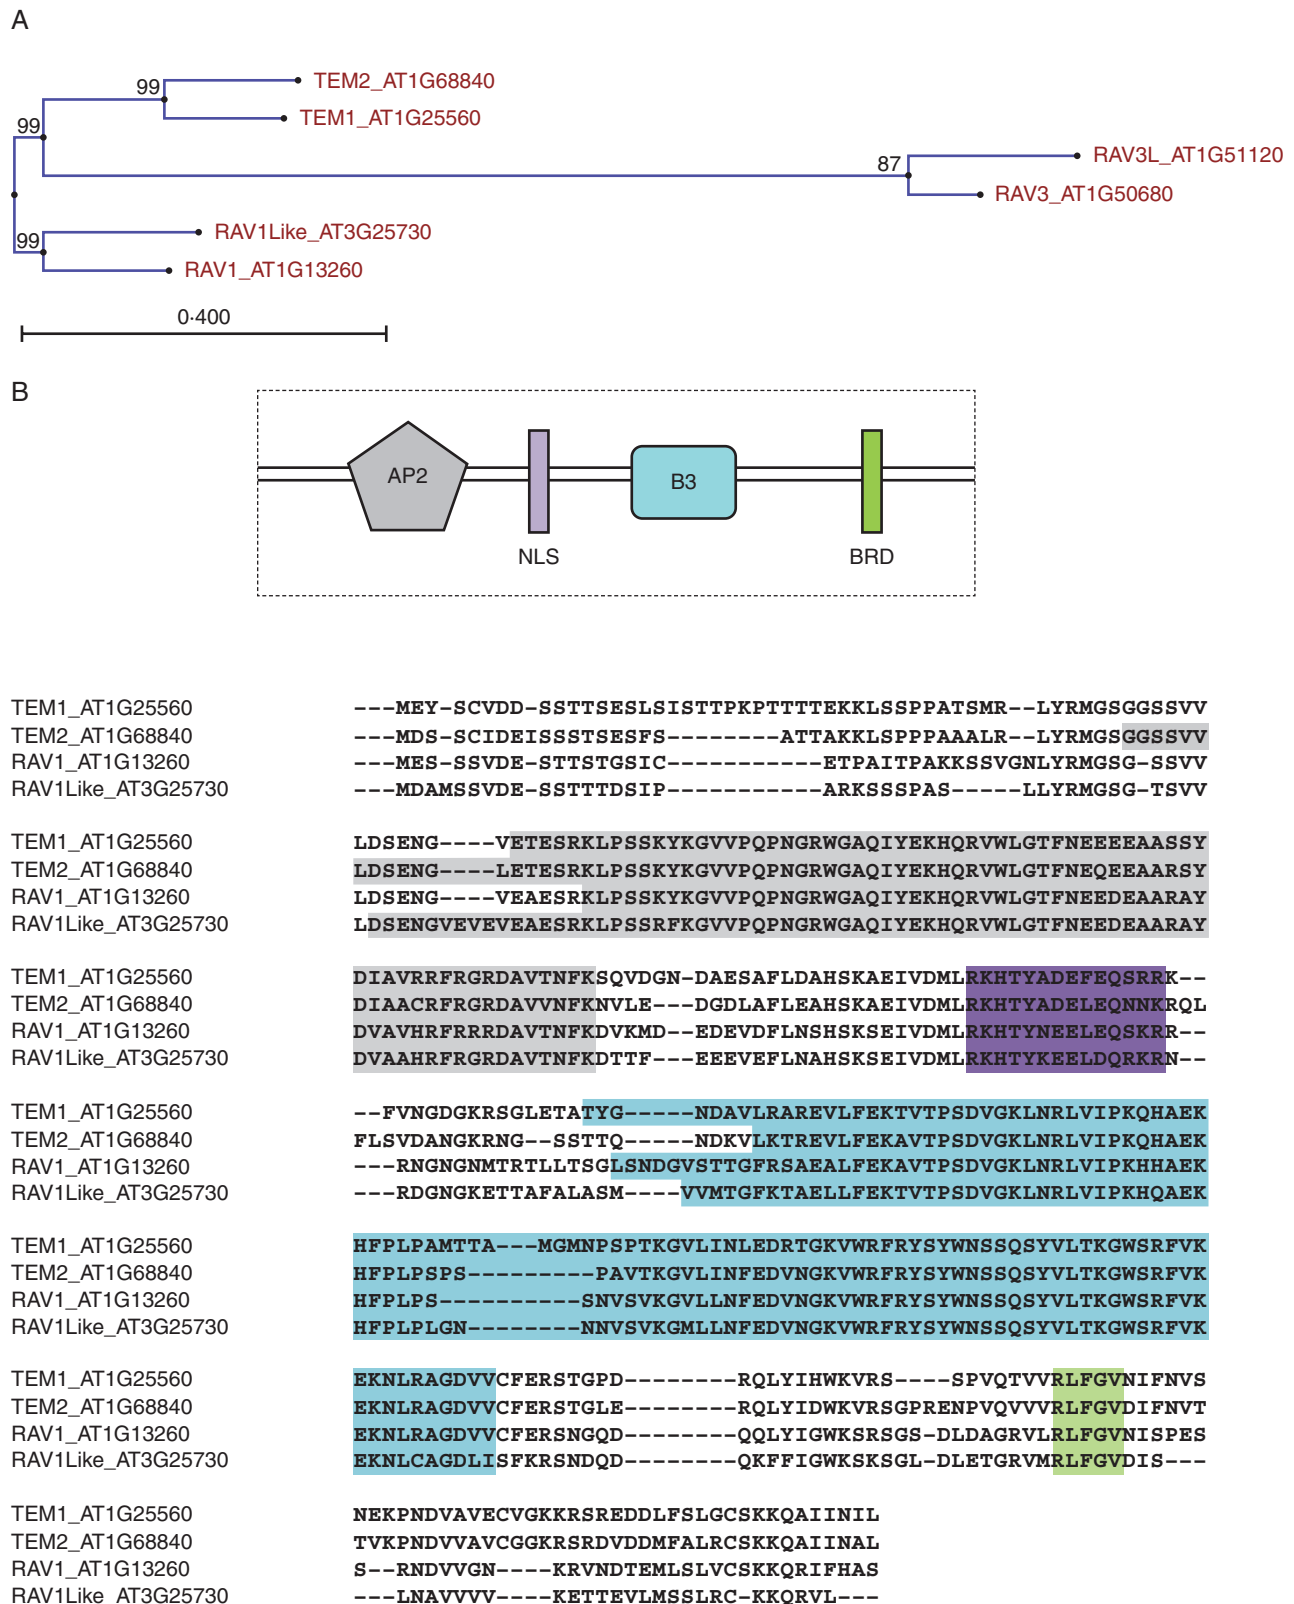 A
99
TEM2_AT1G68840
TEM1_AT1G25560
99
87
RAV3L_AT1G51120
RAV3_AT1G50680
99
RAV1Like_AT3G25730
RAV1_AT1G13260
0·400
B
AP2
B3
NLS
BRD
TEM1_AT1G25560 ---MEY-SCVDD-SSTTSESLSISTTPKPTTTTEKKLSSPPATSMR--LYRMGSGGSSVV
TEM2_AT1G68840 ---MDS-SCIDEISSSTSESFS--------ATTAKKLSPPPAAALR--LYRMGSGGSSVV
RAV1_AT1G13260 ---MES-SSVDE-STTSTGSIC-----------ETPAITPAKKSSVGNLYRMGSG-SSVV
RAV1Like_AT3G25730 ---MDAMSSVDE-SSTTTDSIP-----------ARKSSSPAS-----LLYRMGSG-TSVV
TEM1_AT1G25560 LDSENG----VETESRKLPSSKYKGVVPQPNGRWGAQIYEKHQRVWLGTFNEEEEAASSY
TEM2_AT1G68840 LDSENG----LETESRKLPSSKYKGVVPQPNGRWGAQIYEKHQRVWLGTFNEQEEAARSY
RAV1_AT1G13260 LDSENG----VEAESRKLPSSKYKGVVPQPNGRWGAQIYEKHQRVWLGTFNEEDEAARAY
RAV1Like_AT3G25730 LDSENGVEVEVEAESRKLPSSRFKGVVPQPNGRWGAQIYEKHQRVWLGTFNEEDEAARAY
TEM1_AT1G25560 DIAVRRFRGRDAVTNFKSQVDGN-DAESAFLDAHSKAEIVDMLRKHTYADEFEQSRRK--
TEM2_AT1G68840 DIAACRFRGRDAVVNFKNVLE---DGDLAFLEAHSKAEIVDMLRKHTYADELEQNNKRQL
RAV1_AT1G13260 DVAVHRFRRRDAVTNFKDVKMD--EDEVDFLNSHSKSEIVDMLRKHTYNEELEQSKRR--
RAV1Like_AT3G25730 DVAAHRFRGRDAVTNFKDTTF---EEEVEFLNAHSKSEIVDMLRKHTYKEELDQRKRN--
TEM1_AT1G25560 --FVNGDGKRSGLETATYG-----NDAVLRAREVLFEKTVTPSDVGKLNRLVIPKQHAEK
TEM2_AT1G68840 FLSVDANGKRNG--SSTTQ-----NDKVLKTREVLFEKAVTPSDVGKLNRLVIPKQHAEK
RAV1_AT1G13260 ---RNGNGNMTRTLLTSGLSNDGVSTTGFRSAEALFEKAVTPSDVGKLNRLVIPKHHAEK
RAV1Like_AT3G25730 ---RDGNGKETTAFALASM----VVMTGFKTAELLFEKTVTPSDVGKLNRLVIPKHQAEK
TEM1_AT1G25560 HFPLPAMTTA---MGMNPSPTKGVLINLEDRTGKVWRFRYSYWNSSQSYVLTKGWSRFVK
TEM2_AT1G68840 HFPLPSPS---------PAVTKGVLINFEDVNGKVWRFRYSYWNSSQSYVLTKGWSRFVK
RAV1_AT1G13260 HFPLPS----------SNVSVKGVLLNFEDVNGKVWRFRYSYWNSSQSYVLTKGWSRFVK
RAV1Like_AT3G25730 HFPLPLGN--------NNVSVKGMLLNFEDVNGKVWRFRYSYWNSSQSYVLTKGWSRFVK
TEM1_AT1G25560 EKNLRAGDVVCFERSTGPD--------RQLYIHWKVRS----SPVQTVVRLFGVNIFNVS
TEM2_AT1G68840 EKNLRAGDVVCFERSTGLE--------RQLYIDWKVRSGPRENPVQVVVRLFGVDIFNVT
RAV1_AT1G13260 EKNLRAGDVVCFERSNGQD--------QQLYIGWKSRSGS-DLDAGRVLRLFGVNISPES
RAV1Like_AT3G25730 EKNLCAGDLISFKRSNDQD--------QKFFIGWKSKSGL-DLETGRVMRLFGVDIS---
TEM1_AT1G25560 NEKPNDVAVECVGKKRSREDDLFSLGCSKKQAIINIL
TEM2_AT1G68840 TVKPNDVVAVCGGKKRSRDVDDMFALRCSKKQAIINAL
RAV1_AT1G13260 S--RNDVVGN----KRVNDTEMLSLVCSKKQRIFHAS
RAV1Like_AT3G25730 ---LNAVVVV----KETTEVLMSSLRC-KKQRVL---